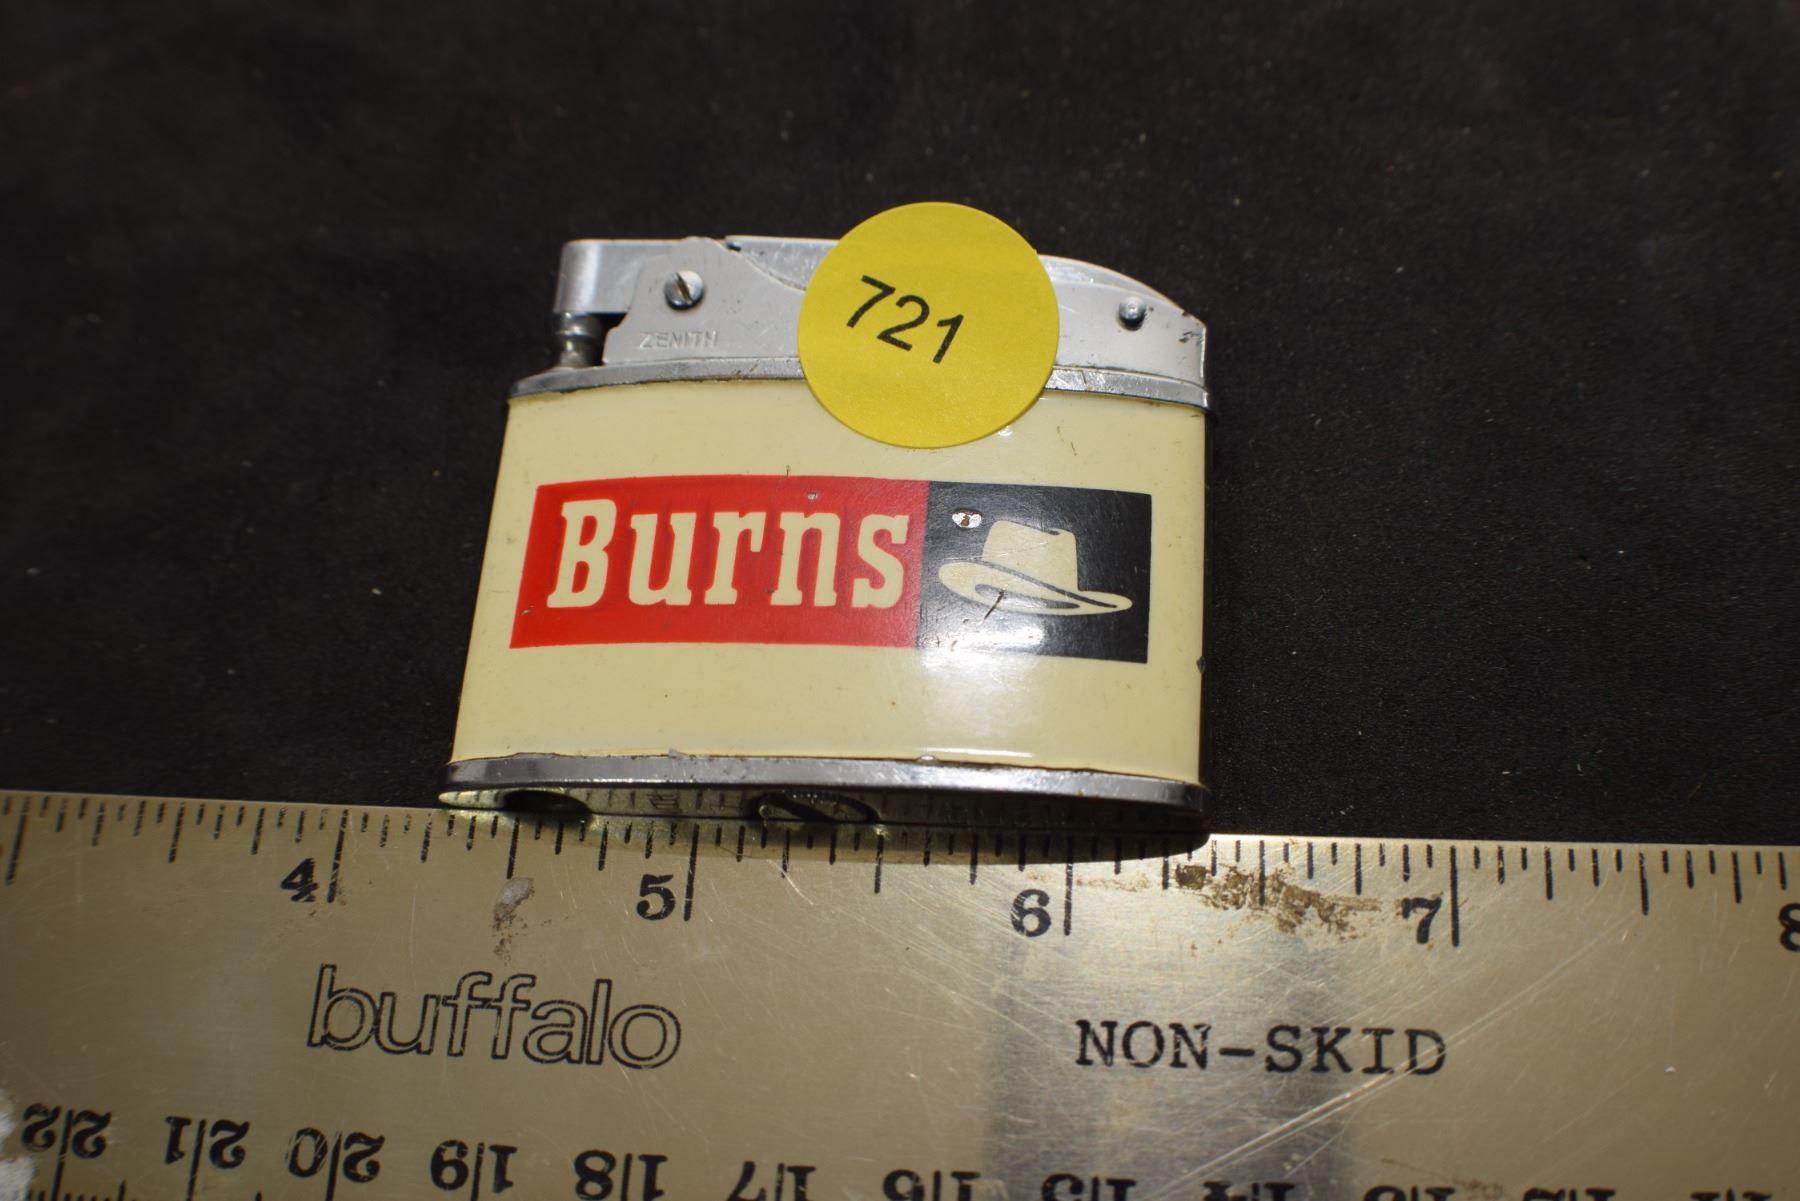 721
ZENITH
Burns
4 5 6 7 8
buffalo
NON-SKID
22 21 20 19 18 17 16 15 14 13 12 11